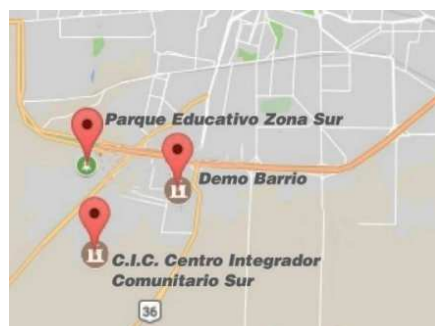 Parque Educativo Zona Sur
Demo Barrio
C.I.C. Centro Integrador
Comunitario Sur
36